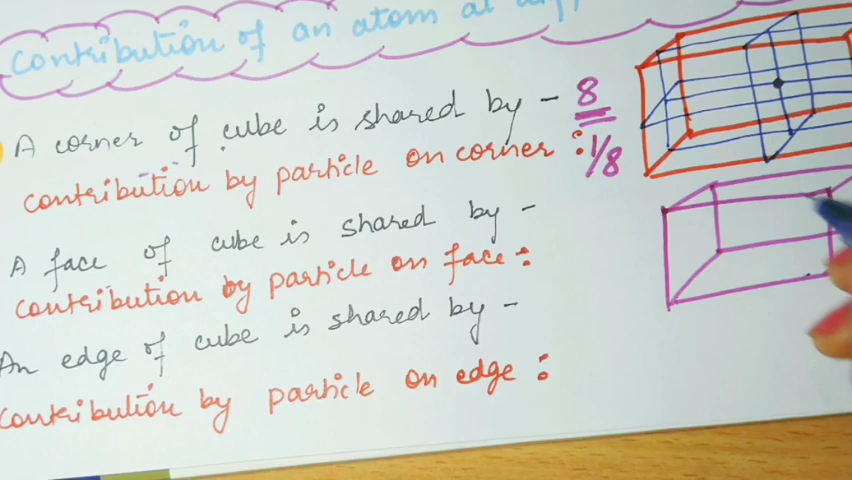 Contribution of an atom at
A corner of cube is shared by - 8
contribution by particle on corner : 1/8
A face of cube is shared by -
contribution by particle on face :
An edge of cube is shared by -
contribution by particle on edge :